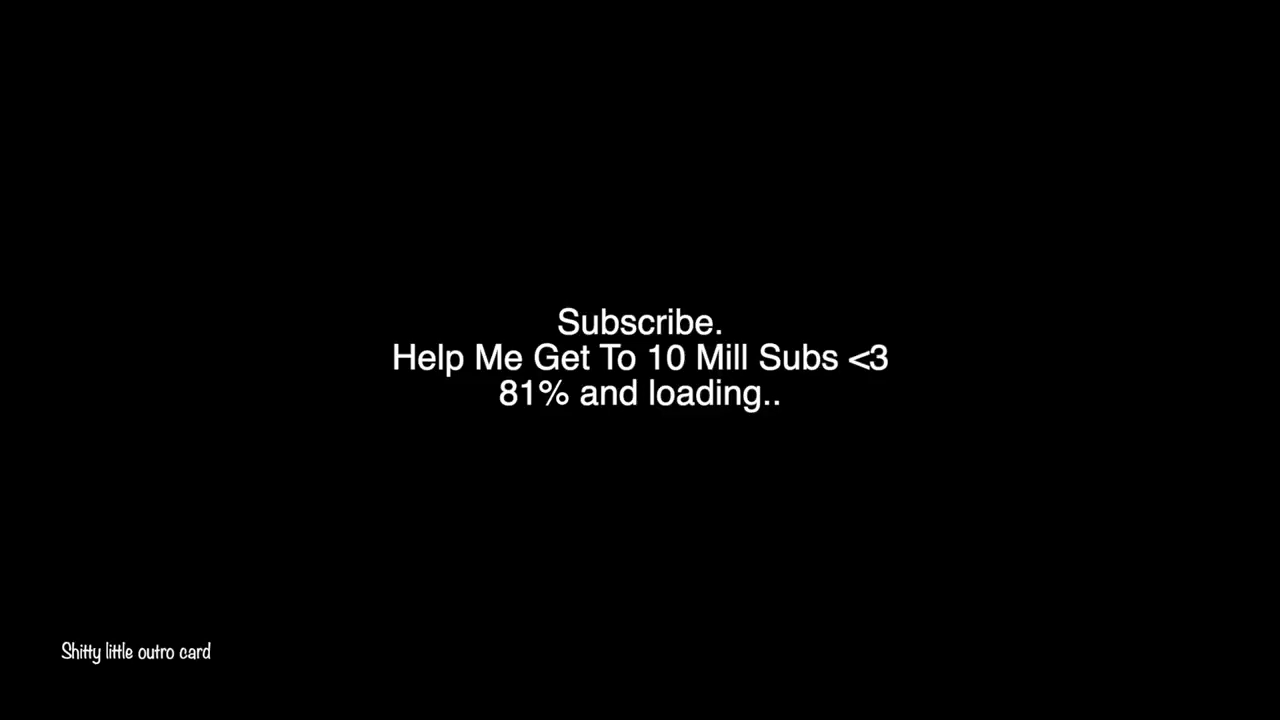 Subscribe.
Help Me Get To 10 Mill Subs <3
81% and loading..
Shitty little outro card